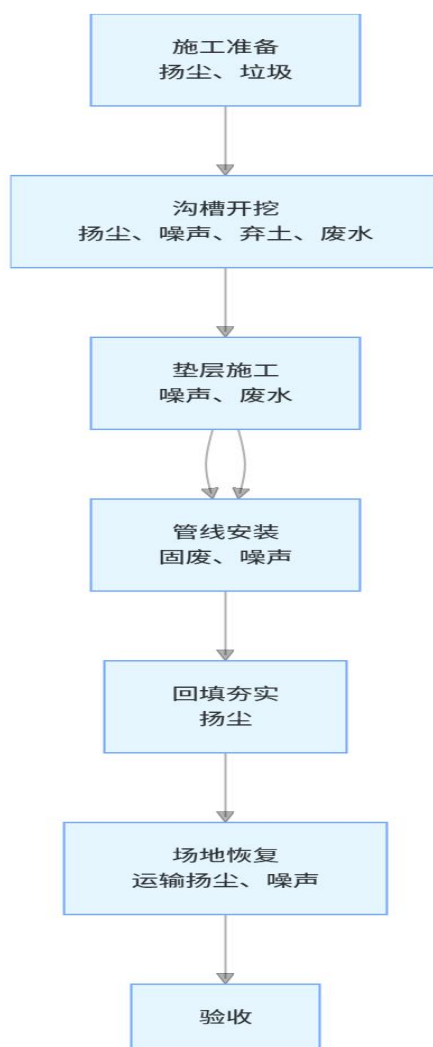 施工准备
扬尘、垃圾
沟槽开挖
扬尘、噪声、弃土、废水
垫层施工
噪声、废水
管线安装
固废、噪声
回填夯实
扬尘
场地恢复
运输扬尘、噪声
验收